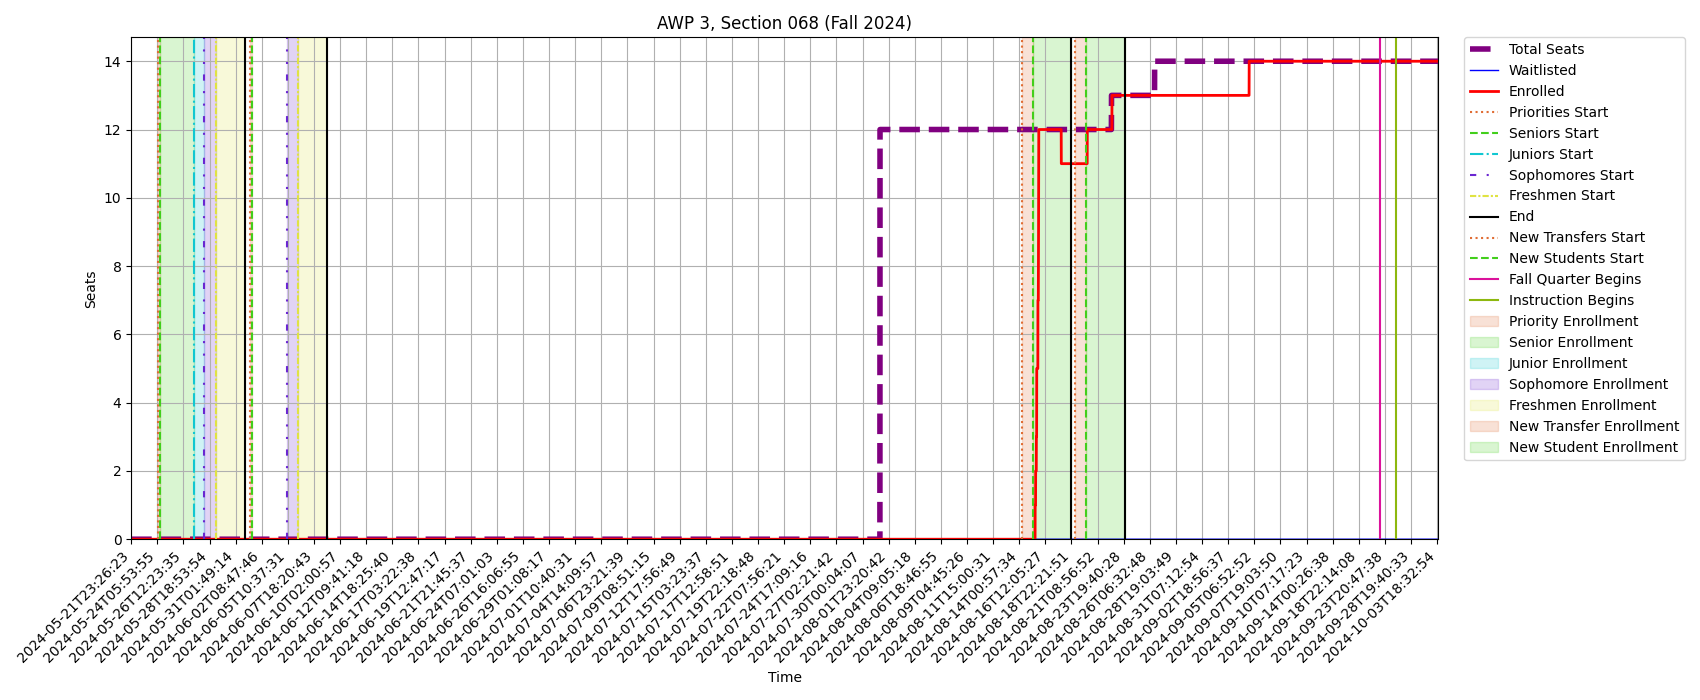 AWP 3, Section 068 (Fall 2024)
Seats
14
12
10
8
6
4
2
0
Total Seats
Waitlisted
Enrolled
Priorities Start
Seniors Start
Juniors Start
Sophomores Start
Freshmen Start
End
New Transfers Start
New Students Start
Fall Quarter Begins
Instruction Begins
Priority Enrollment
Senior Enrollment
Junior Enrollment
Sophomore Enrollment
Freshmen Enrollment
New Transfer Enrollment
New Student Enrollment
2024-05-21T23:26:23
2024-05-24T05:53:55
2024-05-26T12:23:35
2024-05-28T18:53:54
2024-05-31T01:49:14
2024-06-02T08:47:46
2024-06-05T10:37:31
2024-06-07T18:20:43
2024-06-10T02:00:57
2024-06-12T09:41:18
2024-06-14T18:25:40
2024-06-17T03:22:38
2024-06-19T12:47:17
2024-06-21T21:45:37
2024-06-24T07:01:03
2024-06-26T16:06:55
2024-06-29T01:08:17
2024-07-01T10:40:31
2024-07-04T14:09:57
2024-07-06T23:21:39
2024-07-09T08:51:15
2024-07-12T17:56:49
2024-07-15T03:23:37
2024-07-17T12:58:51
2024-07-19T22:18:48
2024-07-22T07:56:21
2024-07-24T17:09:16
2024-07-27T02:21:42
2024-07-30T00:04:07
2024-08-01T23:20:42
2024-08-04T09:05:18
2024-08-06T18:46:55
2024-08-09T04:45:26
2024-08-11T15:00:31
2024-08-14T00:57:34
2024-08-16T12:05:27
2024-08-18T22:21:51
2024-08-21T08:56:52
2024-08-23T19:40:28
2024-08-26T06:32:48
2024-08-28T19:03:49
2024-08-31T07:12:54
2024-09-02T18:56:37
2024-09-05T06:52:52
2024-09-07T19:03:50
2024-09-10T07:17:23
2024-09-14T00:26:38
2024-09-18T22:14:08
2024-09-23T20:47:38
2024-09-28T19:40:33
2024-10-03T18:32:54
Time